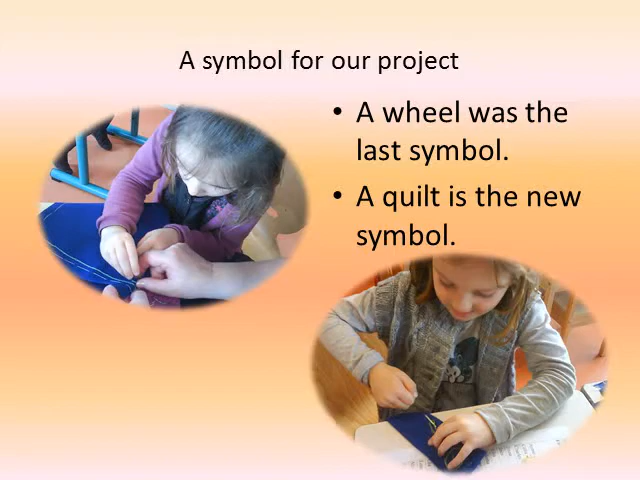 A symbol for our project
• A wheel was the
last symbol.
• A quilt is the new
symbol.